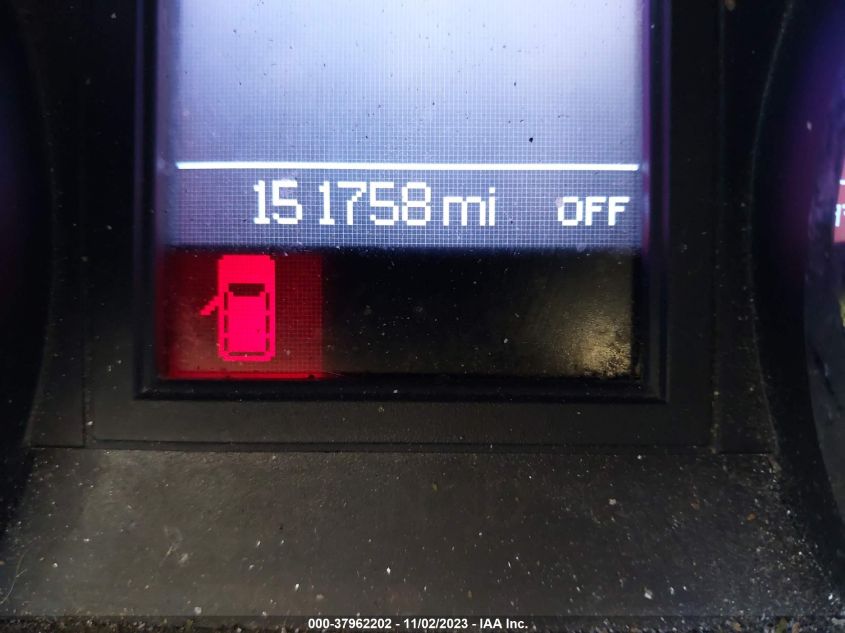 151758 mi OFF
000-37962202 - 11/02/2023 - IAA Inc.